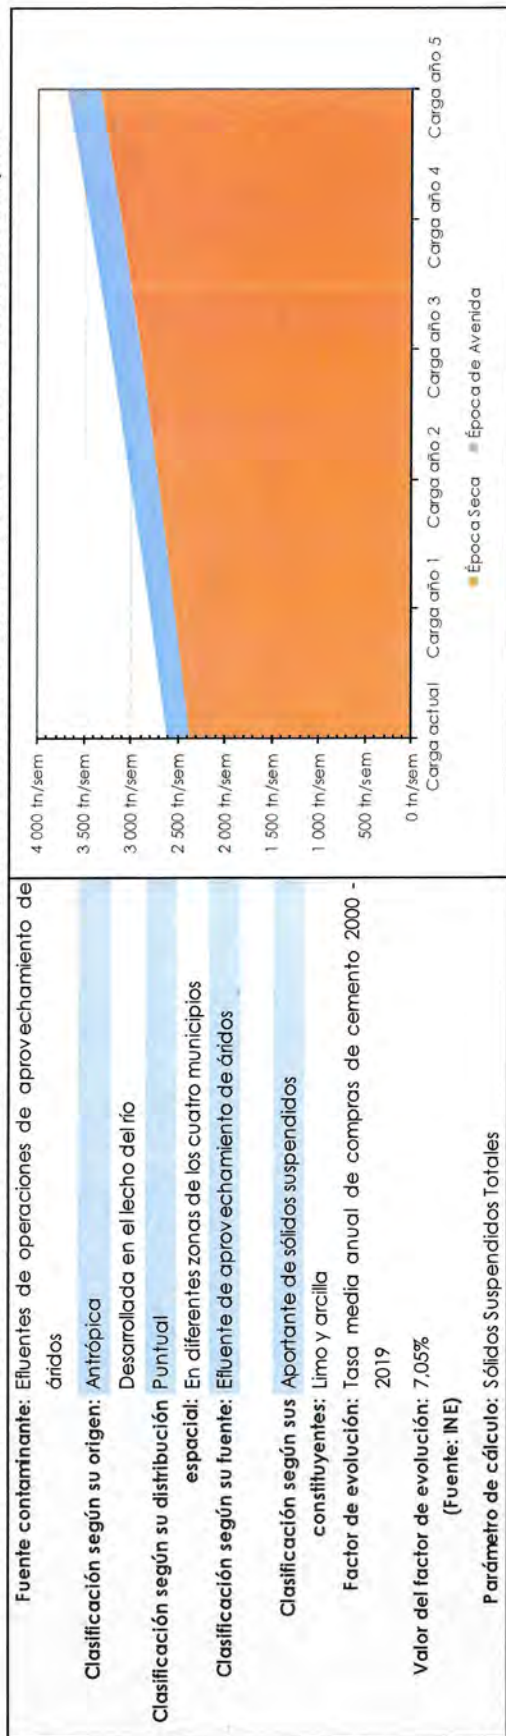 Fuente contaminante: Efluentes de operaciones de aprovechamiento de
áridos
Clasificación según su origen: Antrópica
Desarrollada en el lecho del río
Clasificación según su distribución Puntual
espacial: En diferentes zonas de los cuatro municipios
Clasificación según su fuente: Efluente de aprovechamiento de áridos
Clasificación según sus Aportante de sólidos suspendidos
constituyentes: Limo y arcilla
Factor de evolución: Tasa media anual de compras de cemento 2000 -
2019
Valor del factor de evolución: 7,05%
(Fuente: INE)
Parámetro de cálculo: Sólidos Suspendidos Totales
4 000 tn/sem
3 500 tn/sem
3 000 tn/sem
2 500 tn/sem
2 000 tn/sem
1 500 tn/sem
1 000 tn/sem
500 tn/sem
0 tn/sem
Carga actual Carga año 1 Carga año 2 Carga año 3 Carga año 4 Carga año 5
Época Seca Época de Avenida